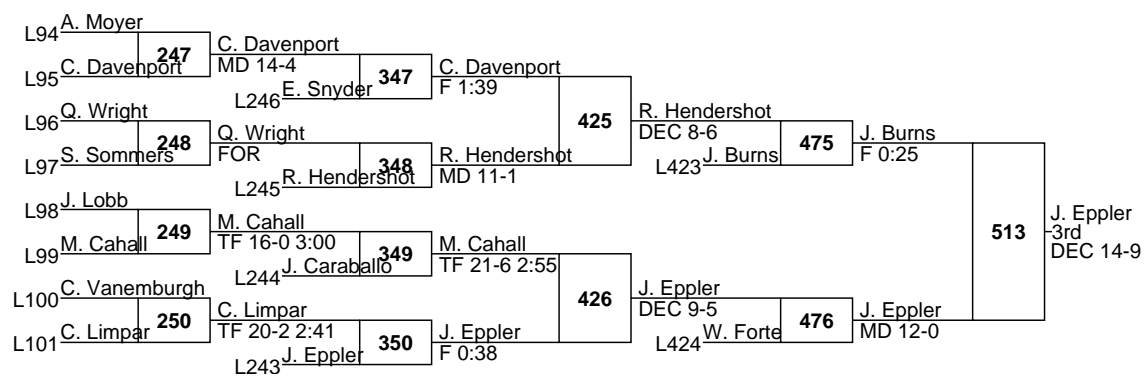 L94 A. Moyer
247
L95 C. Davenport
C. Davenport
MD 14-4
347
L246 E. Snyder
C. Davenport
F 1:39
L96 Q. Wright
248
L97 S. Sommers
Q. Wright
FOR
348
L245 R. Hendershot
R. Hendershot
MD 11-1
425
R. Hendershot
DEC 8-6
475
L423 J. Burns
J. Burns
F 0:25
L98 J. Lobb
249
L99 M. Cahall
M. Cahall
TF 16-0 3:00
349
L244 J. Caraballo
M. Cahall
TF 21-6 2:55
L100 C. Vanemburgh
250
L101 C. Limpar
C. Limpar
TF 20-2 2:41
350
L243 J. Eppler
J. Eppler
F 0:38
426
J. Eppler
DEC 9-5
476
L424 W. Forte
J. Eppler
MD 12-0
513
J. Eppler
3rd
DEC 14-9